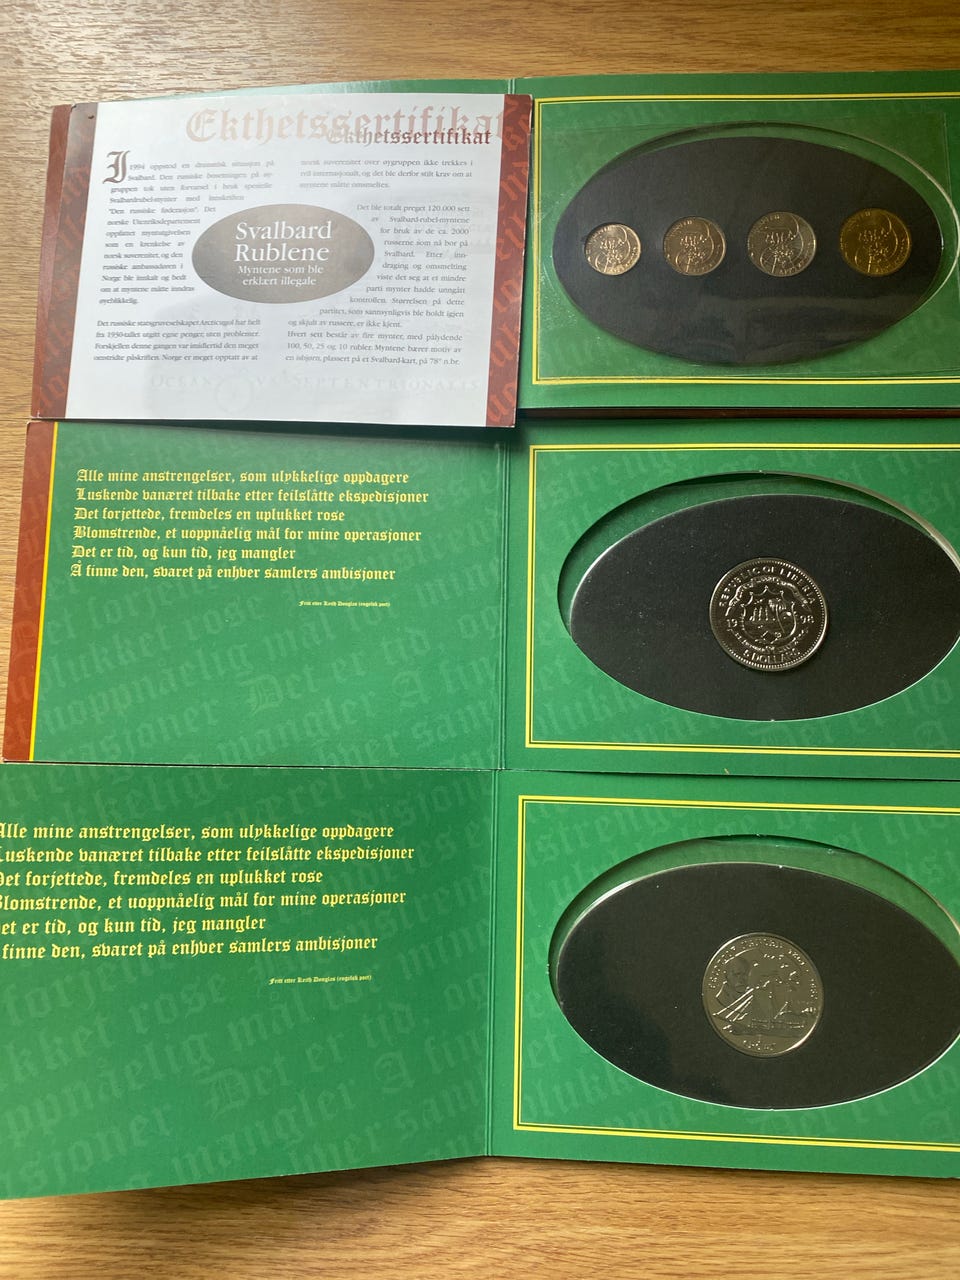 Ekthetssertifikat
Ekthetssertifikat
I 1994 oppstod en dramatisk situasjon på
Svalbard. Den russiske bosetningen på øy-
gruppen tok uten forvarsel i bruk spesielle
Svalbardrubel-mynter med innskriften
"Den russiske føderasjon". Det
norske Utenriksdepartement
oppfattet myntutgivelsen
som en krenkelse av
norsk suverenitet, og den
russiske ambassadøren i
Norge ble innkalt og bedt
om at myntene måtte inndras
øyeblikkelig.
Det russiske statsgruveselskapet Arcticugol har helt
fra 1930-tallet utgitt egne penger, uten problemer.
Forskjellen denne gangen var imidlertid den meget
omstridte påskriften. Norge er meget opptatt av at
Svalbard
Rublene
Myntene som ble
erklært illegale
norsk suverenitet over øygruppen ikke trekkes i
tvil internasjonalt, og det ble derfor stilt krav om at
myntene måtte omsmeltes.
Det ble totalt preget 120.000 sett
av Svalbard-rubel-myntene
for bruk av de ca. 2000
russerne som nå bor på
Svalbard. Etter inn-
draging og omsmelting
viste det seg at et mindre
parti mynter hadde unngått
kontrollen. Størrelsen på dette
partiet, som sannsynligvis ble holdt igjen
og skjult av russere, er ikke kjent.
Hvert sett består av fire mynter, med pålydende
100, 50, 25 og 10 rubler. Myntene bærer motiv av
en isbjørn, plassert på et Svalbard-kart, på 78° n.br.
Alle mine anstrengelser, som ulykkelige oppdagere
Luskende vanæret tilbake etter feilslåtte ekspedisjoner
Det forjettede, fremdeles en uplukket rose
Blomstrende, et uoppnåelig mål for mine operasjoner
Det er tid, og kun tid, jeg mangler
Å finne den, svaret på enhver samlers ambisjoner
Fritt etter Keith Douglas (engelsk poet)
REPUBLIC OF LIBERIA
1998
5 DOLLARS
Alle mine anstrengelser, som ulykkelige oppdagere
Luskende vanæret tilbake etter feilslåtte ekspedisjoner
Det forjettede, fremdeles en uplukket rose
Blomstrende, et uoppnåelig mål for mine operasjoner
et er tid, og kun tid, jeg mangler
finne den, svaret på enhver samlers ambisjoner
Fritt etter Keith Douglas (engelsk poet)